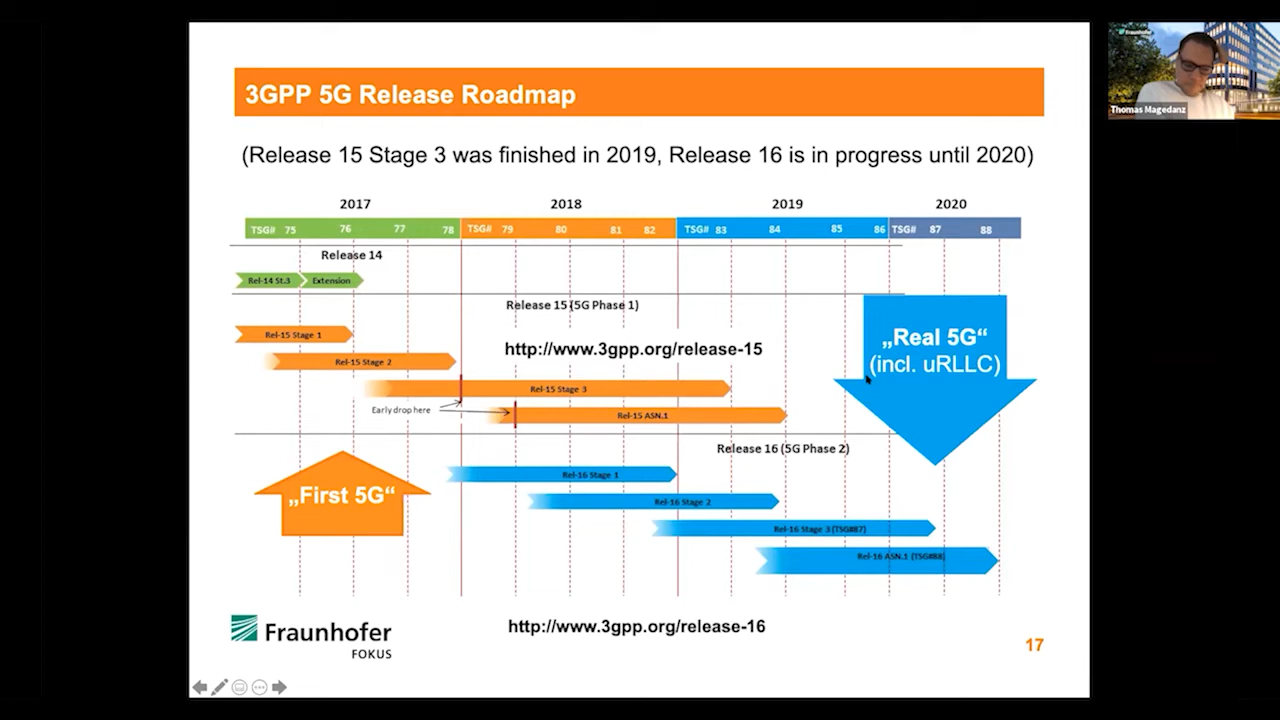 3GPP 5G Release Roadmap
(Release 15 Stage 3 was finished in 2019, Release 16 is in progress until 2020)
2017 2018 2019 2020
TSG# 75 76 77 78 TSG# 79 80 81 82 TSG# 83 84 85 86 TSG# 87 88
Release 14
Rel-14 St.3 Extension
Release 15 (5G Phase 1)
Rel-15 Stage 1
http://www.3gpp.org/release-15
Rel-15 Stage 2
Rel-15 Stage 3
Early drop here
Rel-15 ASN.1
„Real 5G“
(incl. uRLLC)
Release 16 (5G Phase 2)
Rel-16 Stage 1
„First 5G“
Rel-16 Stage 2
Rel-16 Stage 3 (TSG#87)
Rel-16 ASN.1 (TSG#88)
http://www.3gpp.org/release-16
Fraunhofer
FOKUS
17
Fraunhofer
Thomas Magedanz